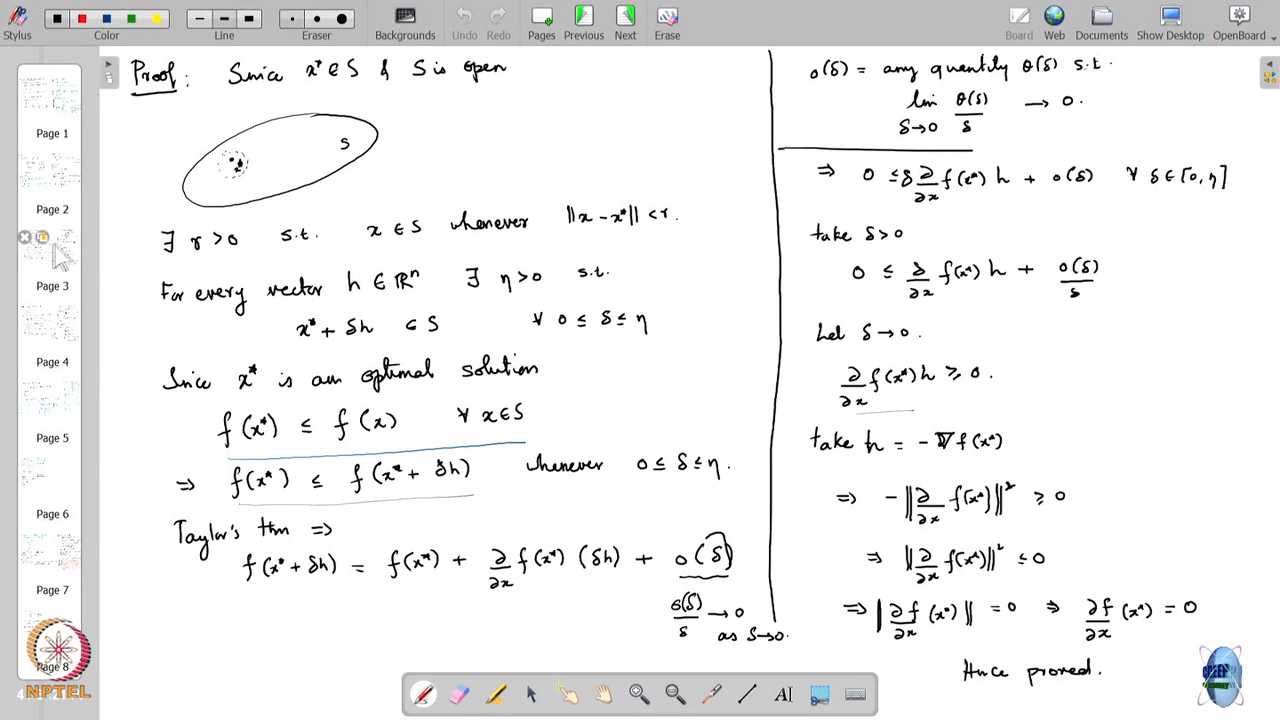 Stylus
Color
Line
Eraser
Backgrounds
Undo
Redo
Pages
Previous
Next
Erase
Board
Web
Documents
Show Desktop
OpenBoard
Page 1
Page 2
Page 3
Page 4
Page 5
Page 6
Page 7
Page 8
NPTEL
Proof: Since x* ∈ S & S is open
S
∃ r>0 s.t. x ∈ S whenever ||x - x*|| < r.
For every vector h ∈ ℝⁿ ∃ η>0 s.t.
x* + δh ∈ S ∀ 0 ≤ δ ≤ η
Since x* is an optimal solution
f(x*) ≤ f(x) ∀ x∈S
⇒ f(x*) ≤ f(x* + δh) whenever 0 ≤ δ ≤ η.
Taylor's thm ⇒
f(x* + δh) = f(x*) + ∂/∂x f(x*) (δh) + o(δ)
o(δ)/δ → 0 as δ→0.
o(δ) = any quantity θ(δ) s.t.
lim δ→0 θ(δ)/δ → 0.
⇒ 0 ≤ δ ∂/∂x f(x*) h + o(δ) ∀ δ ∈ [0, η]
take δ>0
0 ≤ ∂/∂x f(x*) h + o(δ)/δ
Let δ→0.
∂/∂x f(x*) h ≥ 0.
take h = -∇f(x*)
⇒ -||∂/∂x f(x*)||² ≥ 0
⇒ ||∂/∂x f(x*)||² ≤ 0
⇒ ||∂f/∂x (x*)|| = 0 ⇒ ∂f/∂x (x*) = 0
Hence proved.